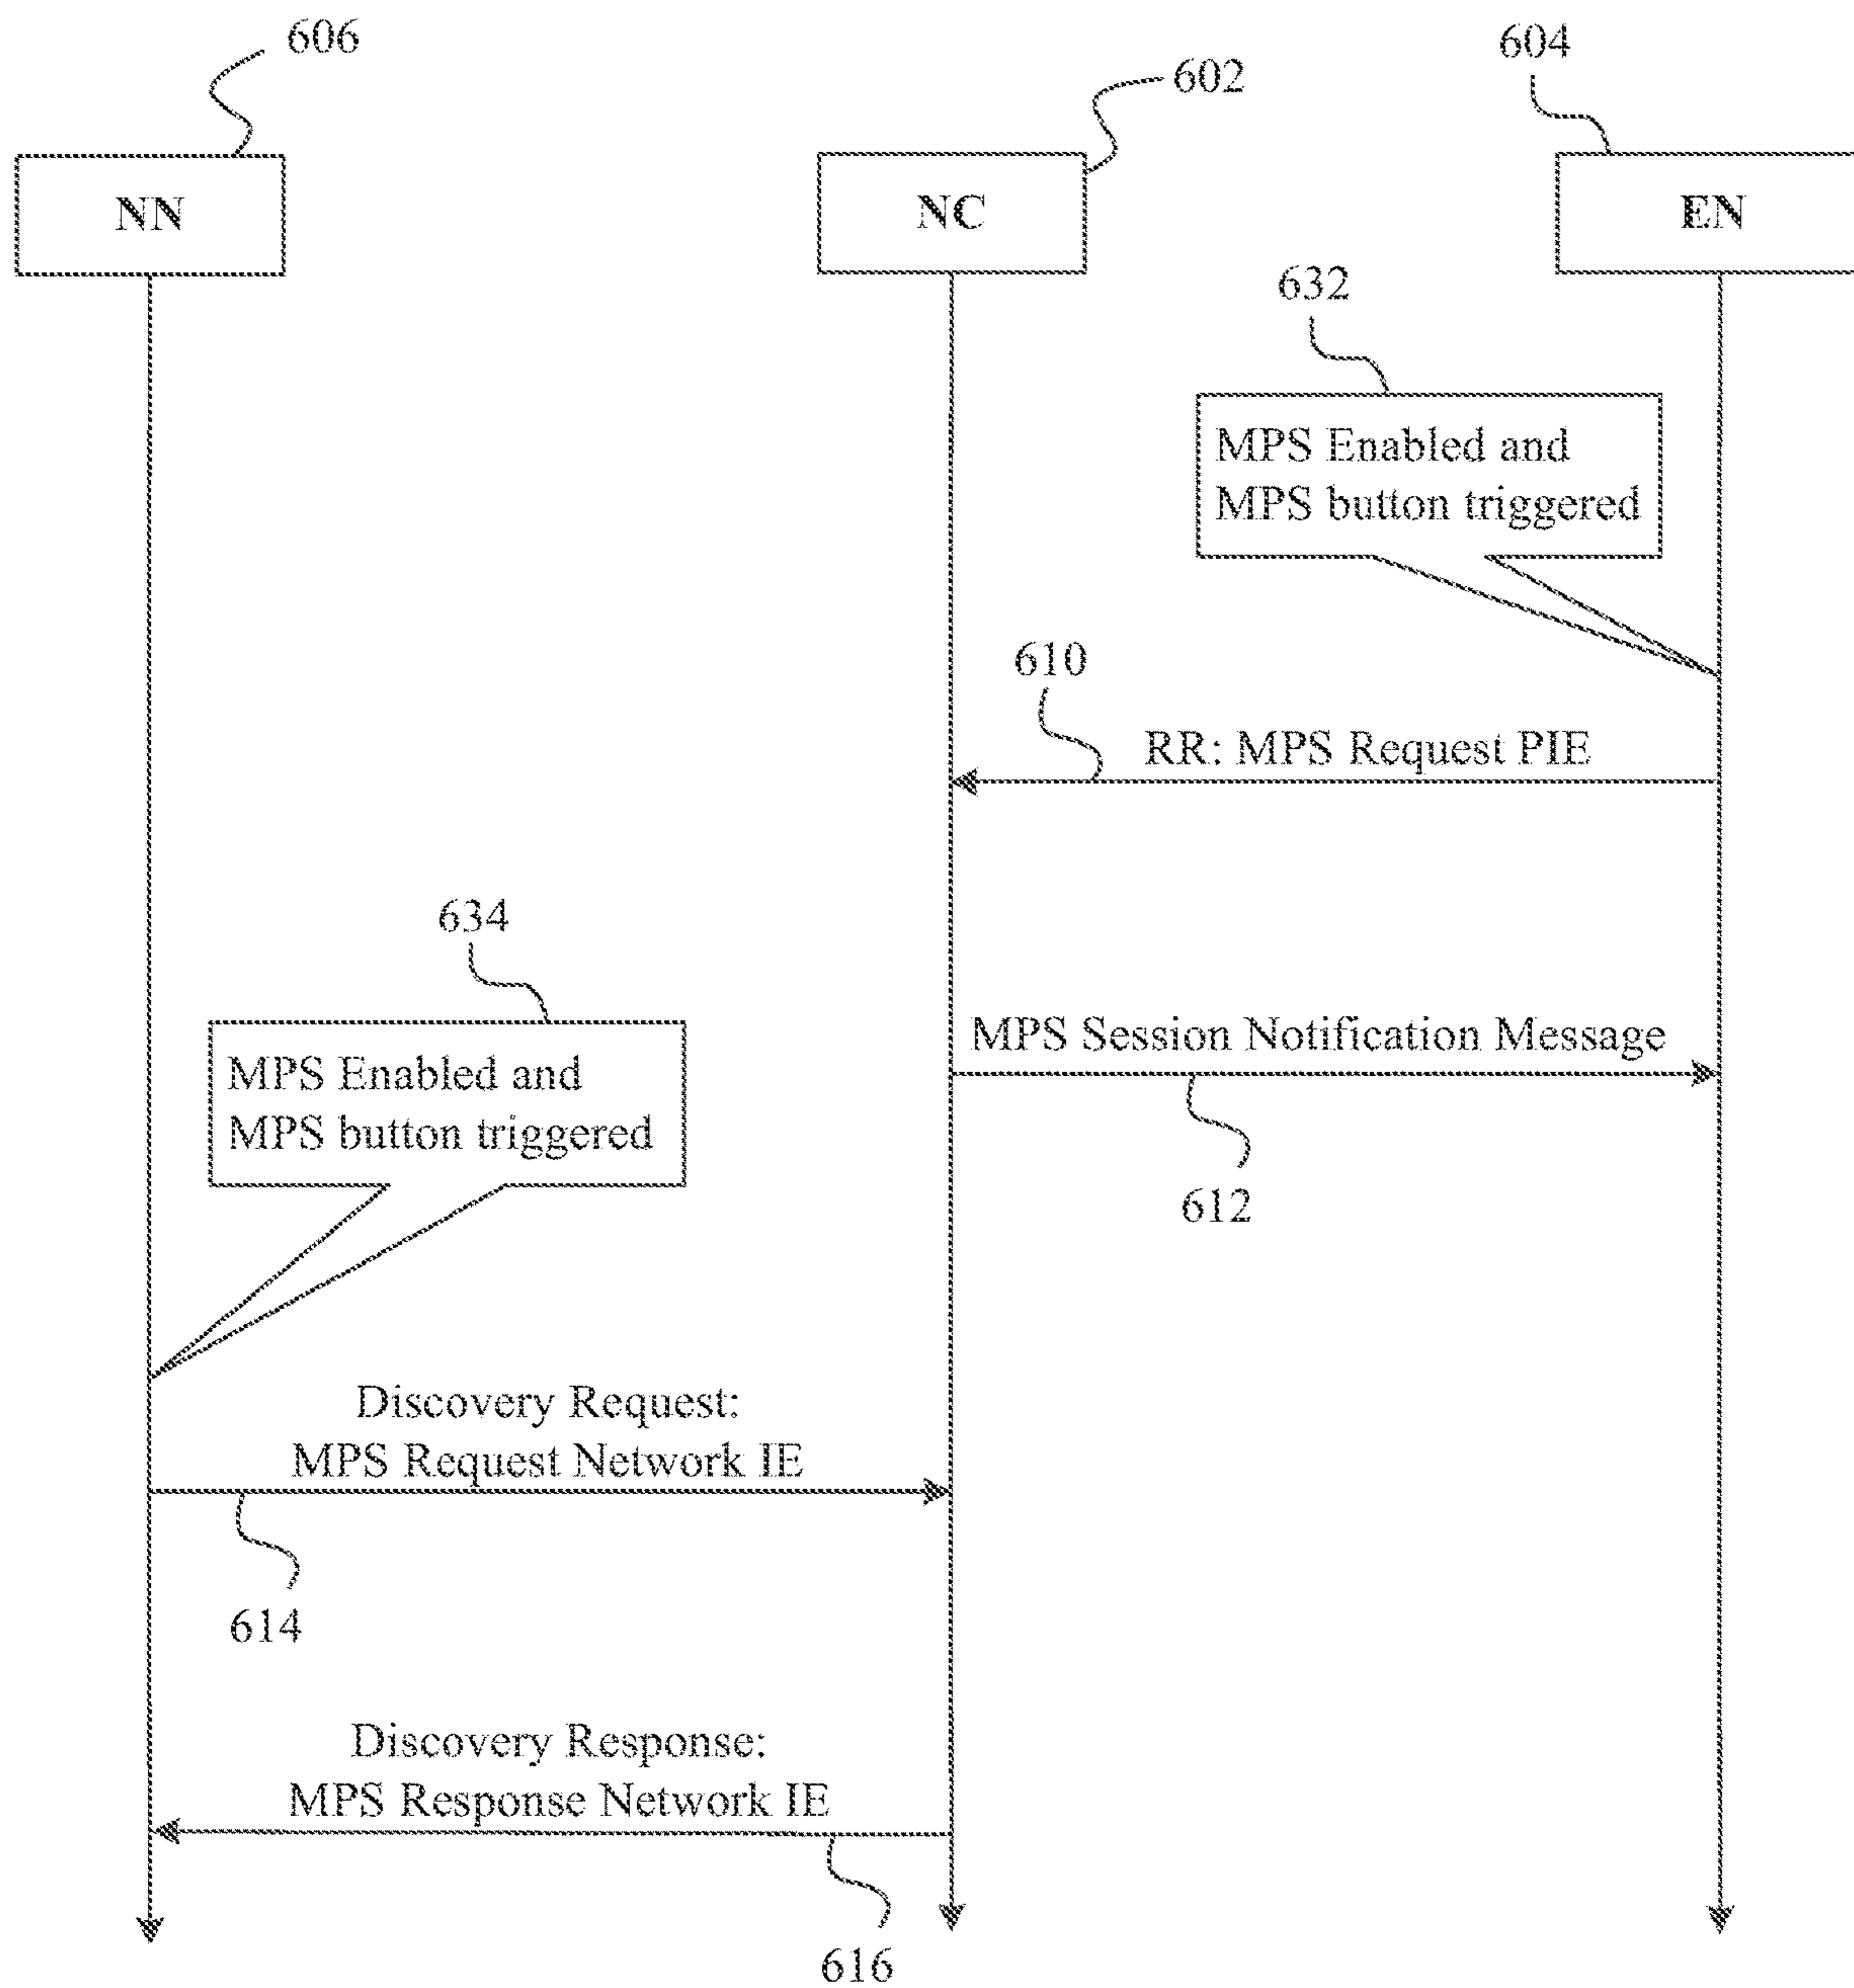 606
602
604
NN
NC
EN
632
MPS Enabled and
MPS button triggered
610
RR: MPS Request PIE
634
MPS Session Notification Message
MPS Enabled and
MPS button triggered
612
Discovery Request:
MPS Request Network IE
614
Discovery Response:
MPS Response Network IE
616